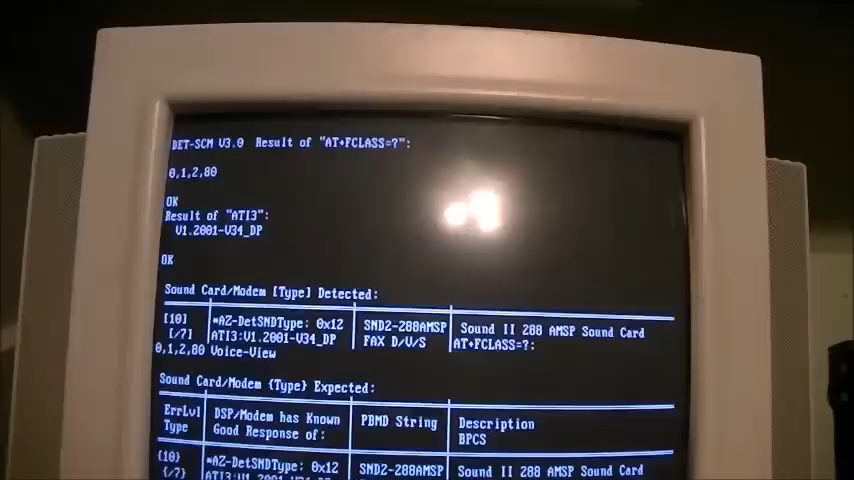 DET-SCM V3.0 Result of "AT+FCLASS=?":
0,1,2,80
OK
Result of "ATI3":
V1.2001-V34_DP
OK
Sound Card/Modem [Type] Detected:
[10] *AZ-DetSNDType: 0x12 SND2-288AMSP Sound II 288 AMSP Sound Card
[/7] ATI3:V1.2001-V34_DP FAX D/V/S AT+FCLASS=?:
0,1,2,80 Voice-View
Sound Card/Modem {Type} Expected:
ErrLvl DSP/Modem has Known PBMD String Description
Type Good Response of: BPCS
{10} *AZ-DetSNDType: 0x12 SND2-288AMSP Sound II 288 AMSP Sound Card
{/7} ATI3:V1.2001-V34_DP